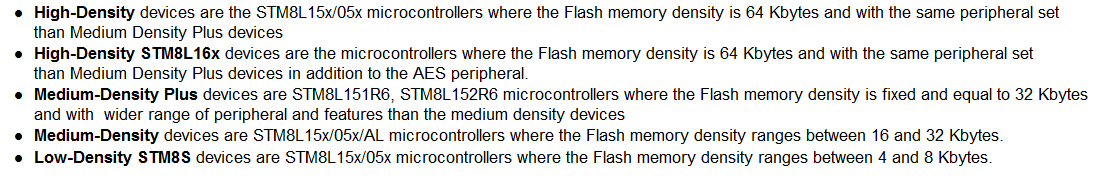 ● High-Density devices are the STM8L15x/05x microcontrollers where the Flash memory density is 64 Kbytes and with the same peripheral set
than Medium Density Plus devices
● High-Density STM8L16x devices are the microcontrollers where the Flash memory density is 64 Kbytes and with the same peripheral set
than Medium Density Plus devices in addition to the AES peripheral.
● Medium-Density Plus devices are STM8L151R6, STM8L152R6 microcontrollers where the Flash memory density is fixed and equal to 32 Kbytes
and with wider range of peripheral and features than the medium density devices
● Medium-Density devices are STM8L15x/05x/AL microcontrollers where the Flash memory density ranges between 16 and 32 Kbytes.
● Low-Density STM8S devices are STM8L15x/05x microcontrollers where the Flash memory density ranges between 4 and 8 Kbytes.